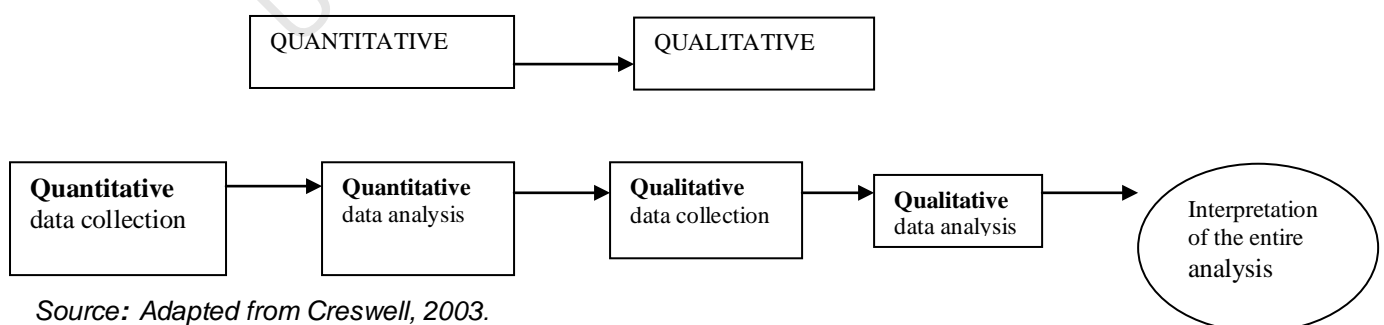 QUANTITATIVE
QUALITATIVE
Quantitative
data collection
Quantitative
data analysis
Qualitative
data collection
Qualitative
data analysis
Interpretation
of the entire
analysis
Source: Adapted from Creswell, 2003.